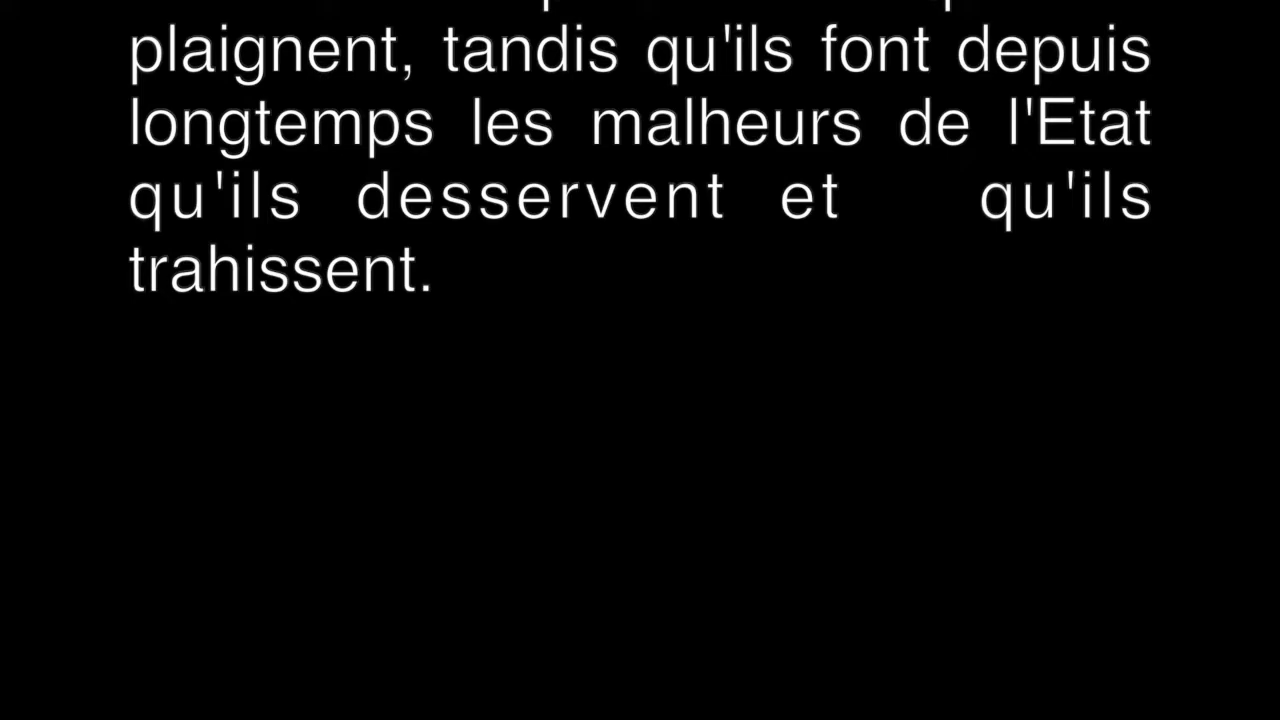 plaignent, tandis qu'ils font depuis
longtemps les malheurs de l'Etat
qu'ils desservent et qu'ils
trahissent.